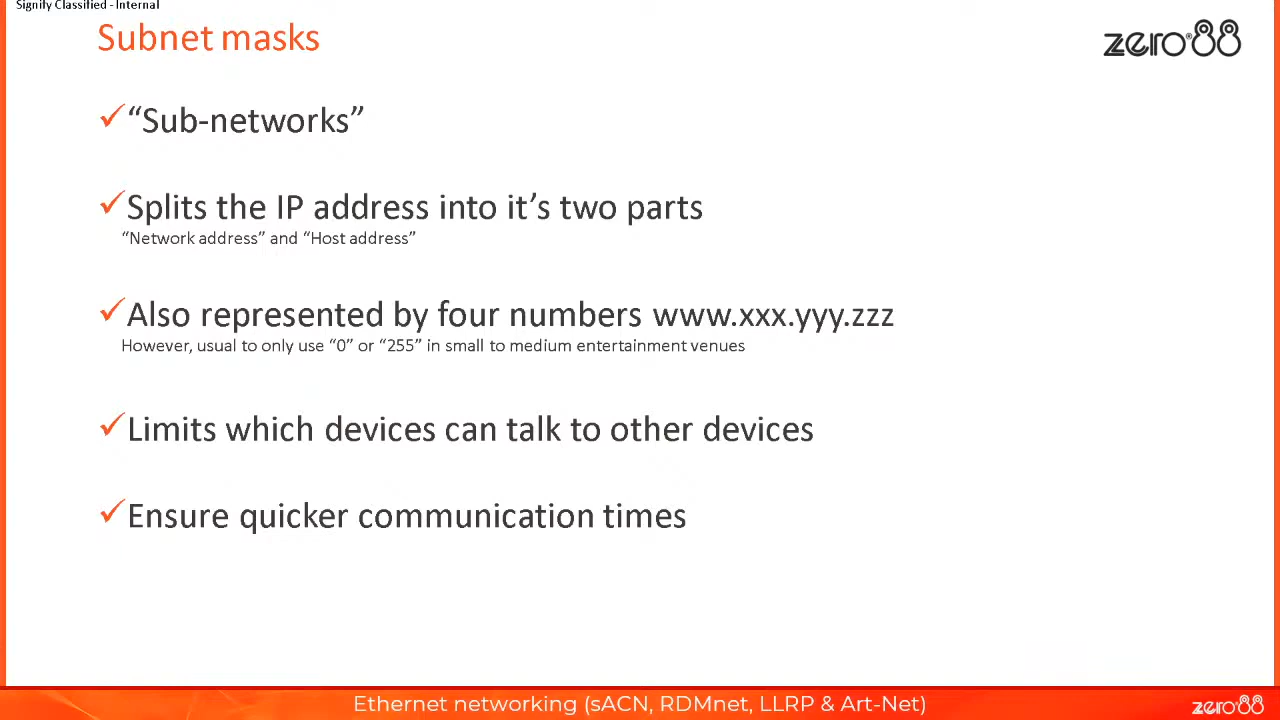 Signify Classified - Internal
Subnet masks
zero®88
✓“Sub-networks”
✓Splits the IP address into it’s two parts
“Network address” and “Host address”
✓Also represented by four numbers www.xxx.yyy.zzz
However, usual to only use “0” or “255” in small to medium entertainment venues
✓Limits which devices can talk to other devices
✓Ensure quicker communication times
Ethernet networking (sACN, RDMnet, LLRP & Art-Net)
zero88